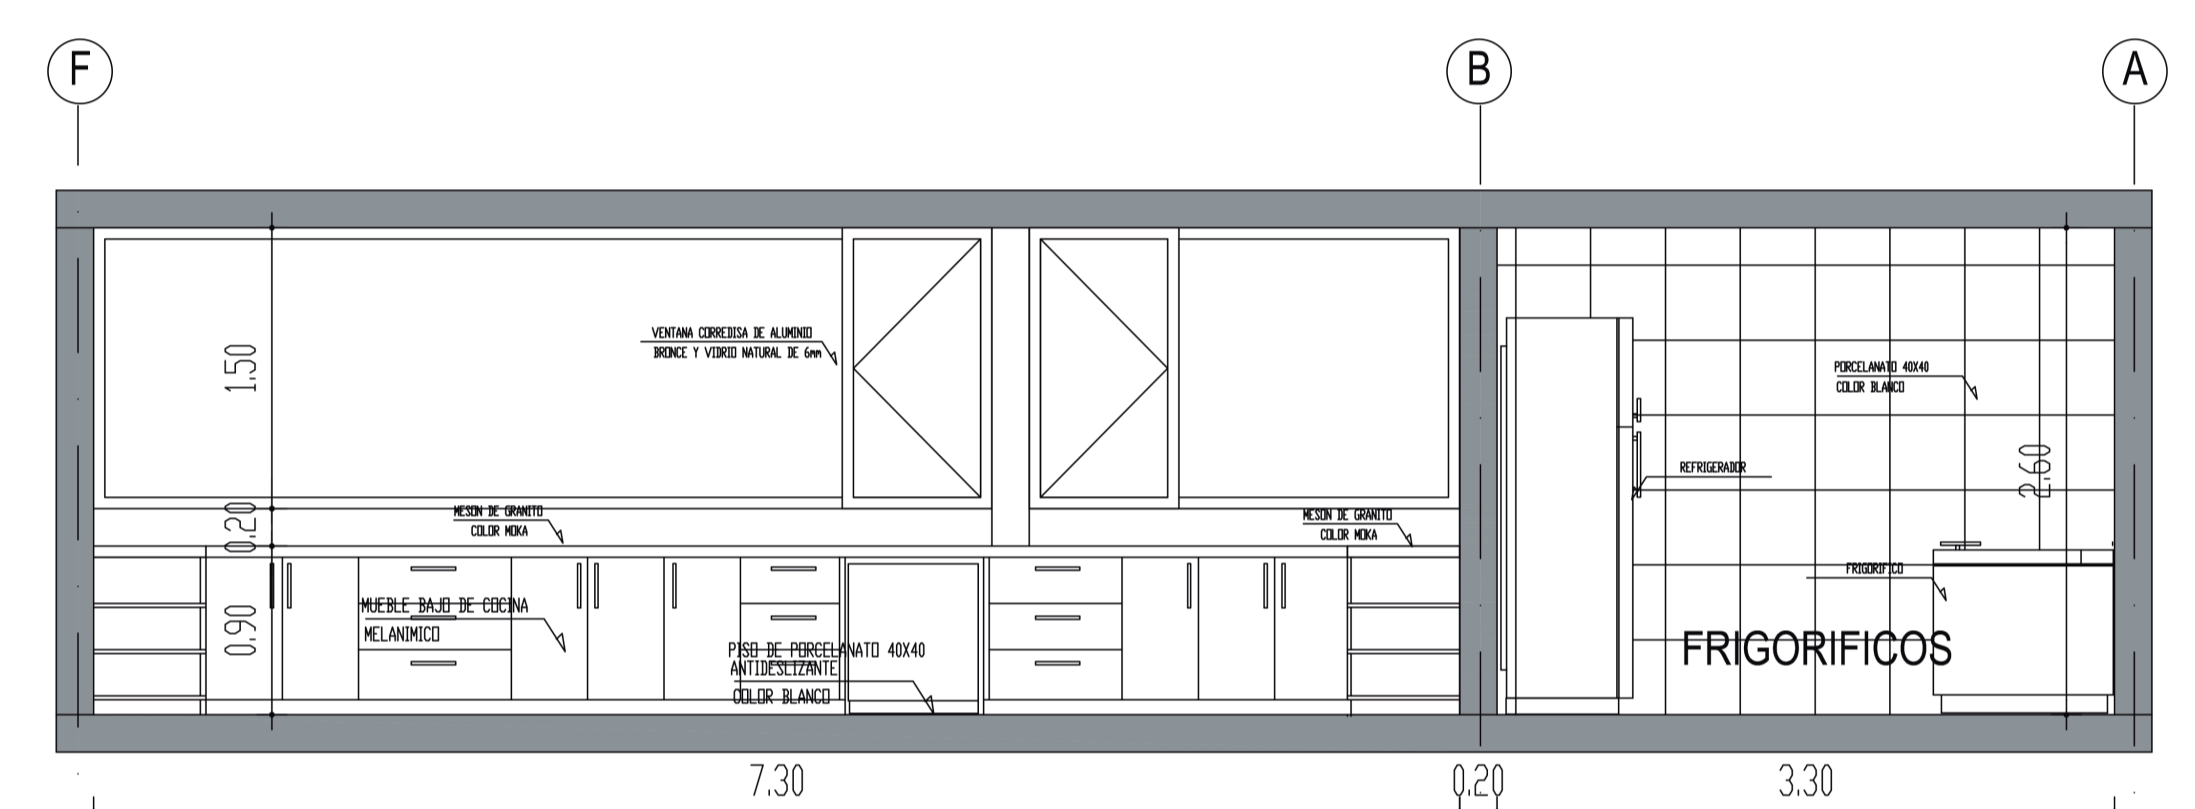 F
B
A
VENTANA CORREDISA DE ALUMINIO
BRONCE Y VIDRIO NATURAL DE 6mm
1.50
PORCELANATO 40X40
COLOR BLANCO
REFRIGERADOR
2.60
MESON DE GRANITO
COLOR MOKA
MESON DE GRANITO
COLOR MOKA
0.20
FRIGORIFICO
MUEBLE BAJO DE COCINA
MELANIMICO
0.90
FRIGORIFICOS
PISO DE PORCELANATO 40X40
ANTIDESLIZANTE
COLOR BLANCO
7.30
0.20
3.30